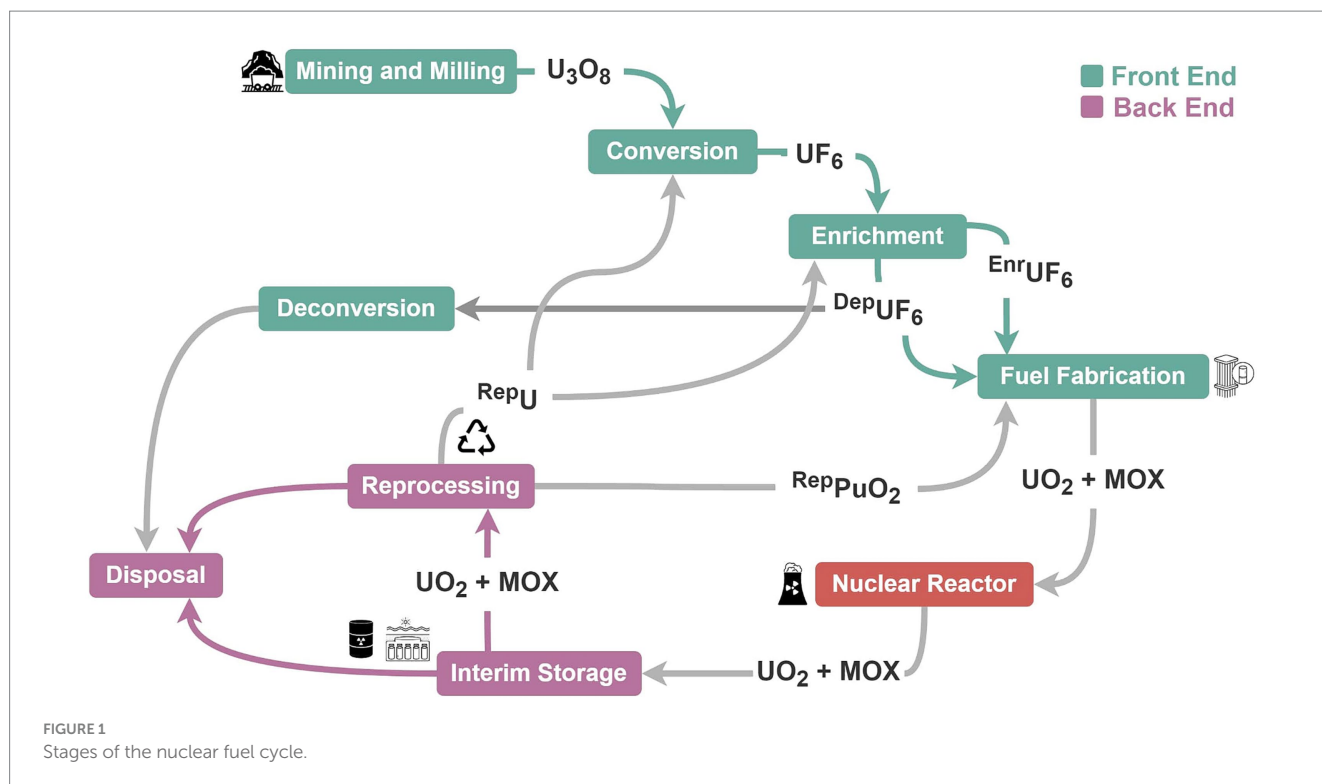 Mining and Milling
U₃O₈
Front End
Back End
Conversion
UF₆
Enrichment
ᴱⁿʳUF₆
Deconversion
ᴰᵉᵖUF₆
Fuel Fabrication
ᴿᵉᵖU
Reprocessing
ᴿᵉᵖPuO₂
UO₂ + MOX
Disposal
UO₂ + MOX
Nuclear Reactor
Interim Storage
UO₂ + MOX
FIGURE 1
Stages of the nuclear fuel cycle.